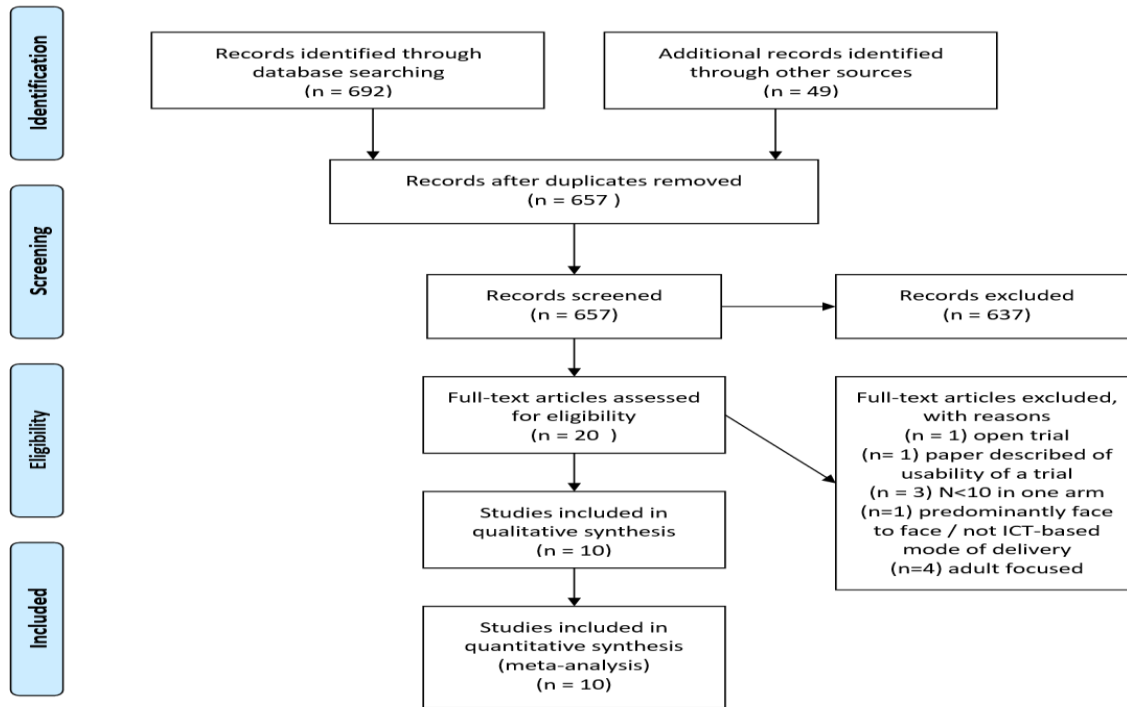 Identification
Records identified through
database searching
(n = 692)
Additional records identified
through other sources
(n = 49)
Records after duplicates removed
(n = 657 )
Screening
Records screened
(n = 657)
Records excluded
(n = 637)
Eligibility
Full-text articles assessed
for eligibility
(n = 20 )
Full-text articles excluded,
with reasons
(n = 1) open trial
(n= 1) paper described of
usability of a trial
(n = 3) N<10 in one arm
(n=1) predominantly face
to face / not ICT-based
mode of delivery
(n=4) adult focused
Studies included in
qualitative synthesis
(n = 10)
Included
Studies included in
quantitative synthesis
(meta-analysis)
(n = 10)